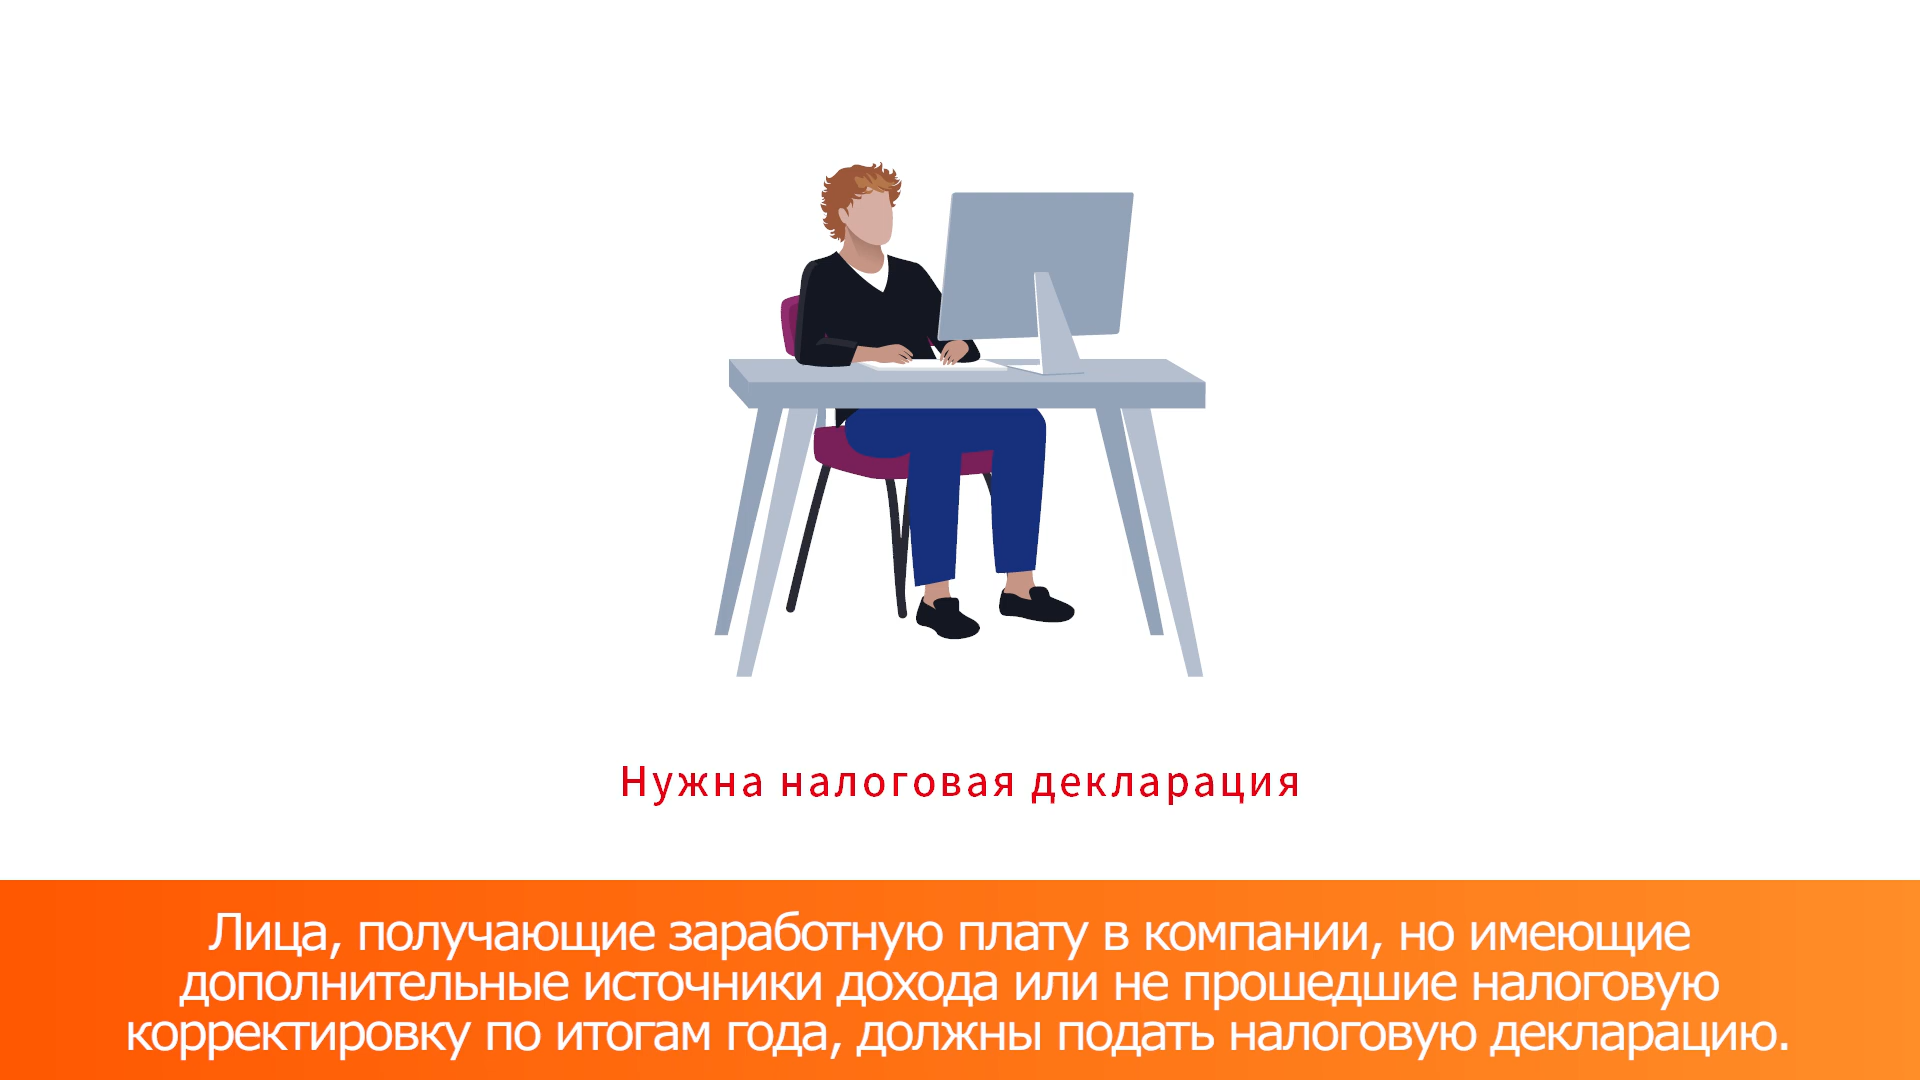 Нужна налоговая декларация
Лица, получающие заработную плату в компании, но имеющие
дополнительные источники дохода или не прошедшие налоговую
корректировку по итогам года, должны подать налоговую декларацию.